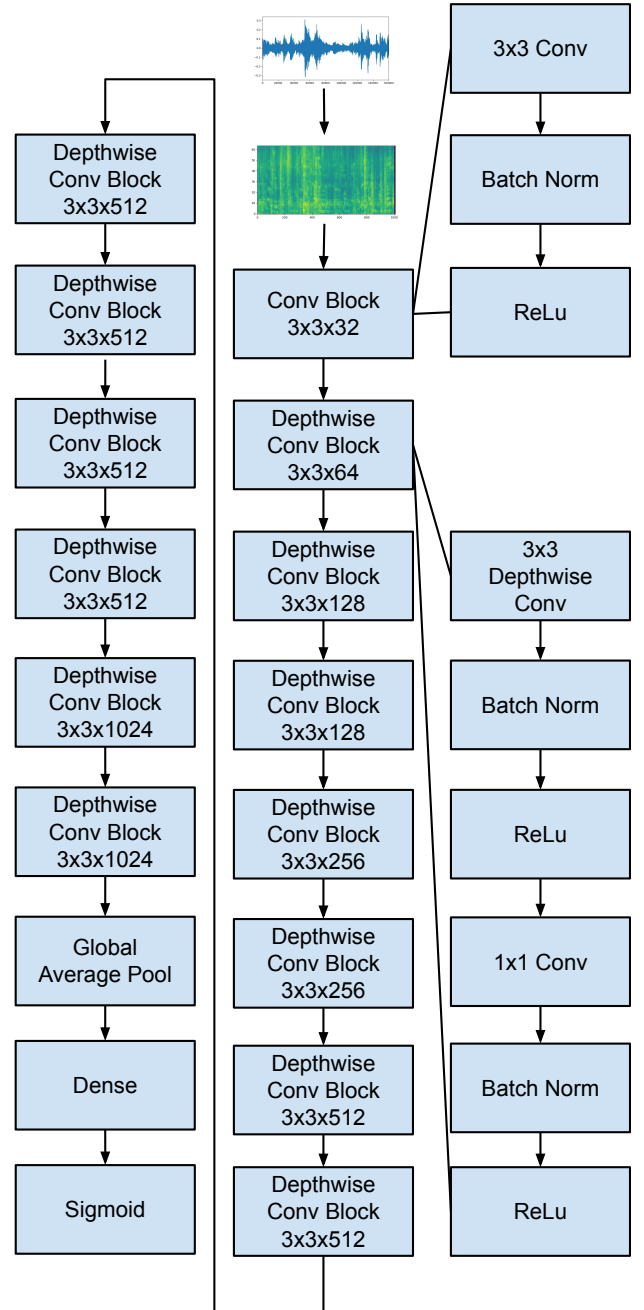 3x3 Conv
Batch Norm
ReLu
Conv Block
3x3x32
Depthwise
Conv Block
3x3x64
Depthwise
Conv Block
3x3x128
Depthwise
Conv Block
3x3x128
Depthwise
Conv Block
3x3x256
Depthwise
Conv Block
3x3x256
Depthwise
Conv Block
3x3x512
Depthwise
Conv Block
3x3x512
3x3
Depthwise
Conv
Batch Norm
ReLu
1x1 Conv
Batch Norm
ReLu
Depthwise
Conv Block
3x3x512
Depthwise
Conv Block
3x3x512
Depthwise
Conv Block
3x3x512
Depthwise
Conv Block
3x3x512
Depthwise
Conv Block
3x3x1024
Depthwise
Conv Block
3x3x1024
Global
Average Pool
Dense
Sigmoid